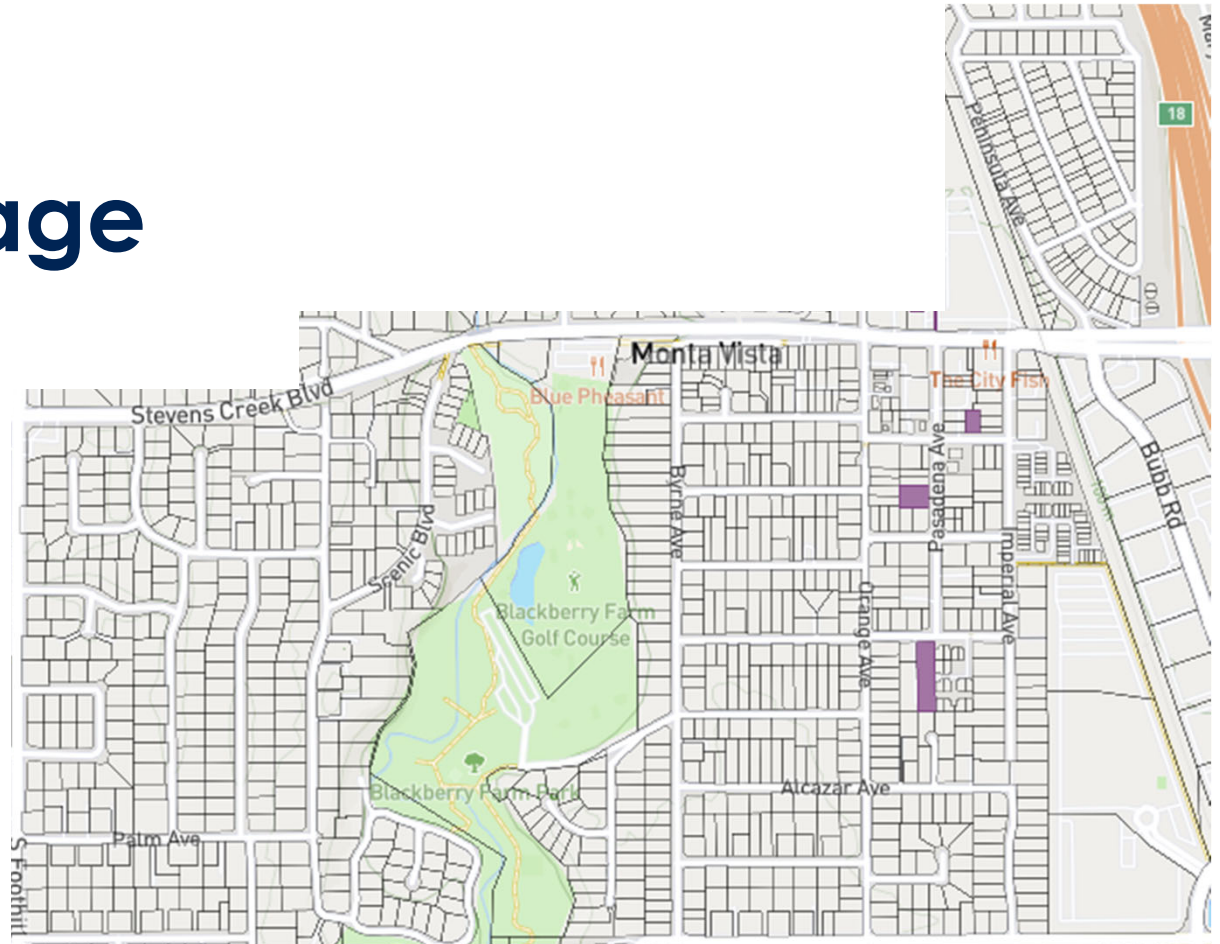 age
18
Peninsula Ave
Monta Vista
Blue Pheasant
The City Fish
Stevens Creek Blvd
Scenic Blvd
Byrne Ave
Pasadena Ave
Bubb Rd
Imperial Ave
Orange Ave
Blackberry Farm
Golf Course
Blackberry Farm Park
Alcazar Ave
Palm Ave
S Foothill